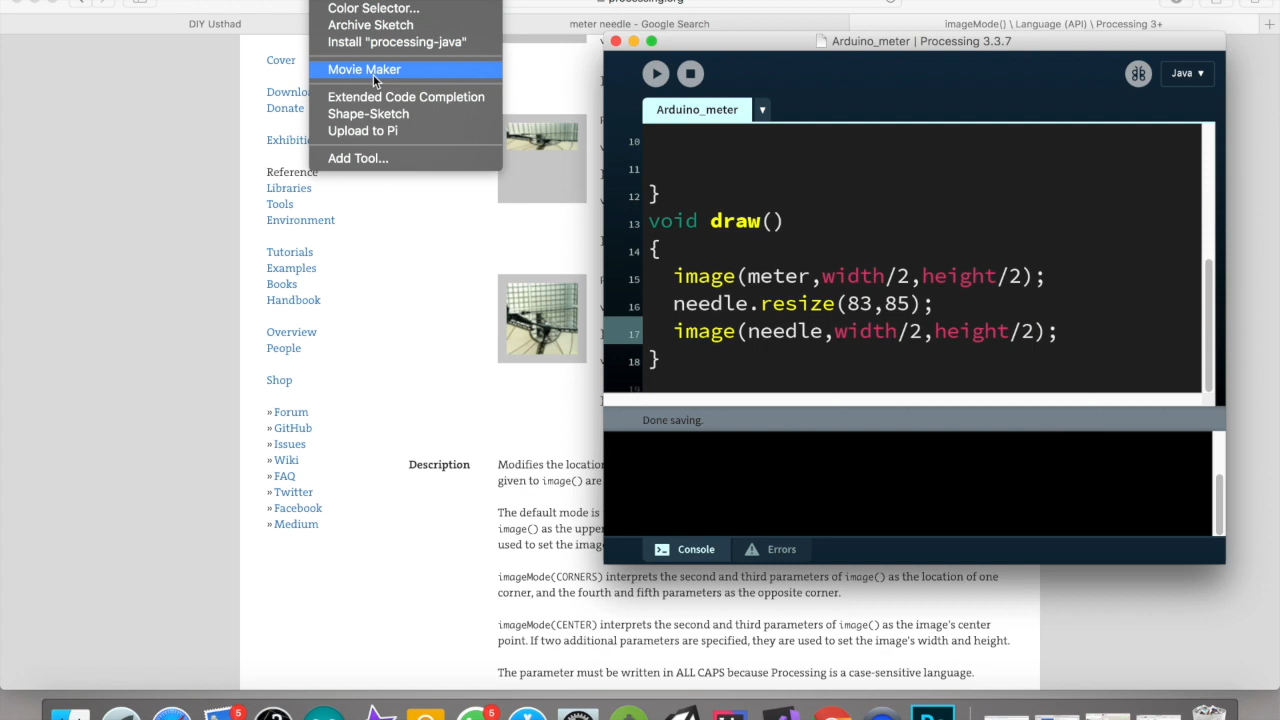 Color Selector...
Archive Sketch
Install "processing-java"
Movie Maker
Extended Code Completion
Shape-Sketch
Upload to Pi
Add Tool...
DIY Usthad
meter needle - Google Search
imageMode() \ Language (API) \ Processing 3+
Cover
Donate
Reference
Libraries
Tools
Environment
Tutorials
Examples
Books
Handbook
Overview
People
Shop
» Forum
» GitHub
» Issues
» Wiki
» FAQ
» Twitter
» Facebook
» Medium
Description
Modifies the location
given to image() are
The default mode is
image() as the upper
used to set the image
imageMode(CORNERS) interprets the second and third parameters of image() as the location of one
corner, and the fourth and fifth parameters as the opposite corner.
imageMode(CENTER) interprets the second and third parameters of image() as the image's center
point. If two additional parameters are specified, they are used to set the image's width and height.
The parameter must be written in ALL CAPS because Processing is a case-sensitive language.
Arduino_meter | Processing 3.3.7
Java ▾
Arduino_meter ▾
10
11
12 }
13 void draw()
14 {
15 image(meter,width/2,height/2);
16 needle.resize(83,85);
17 image(needle,width/2,height/2);
18 }
19
Done saving.
Console
Errors
5
5